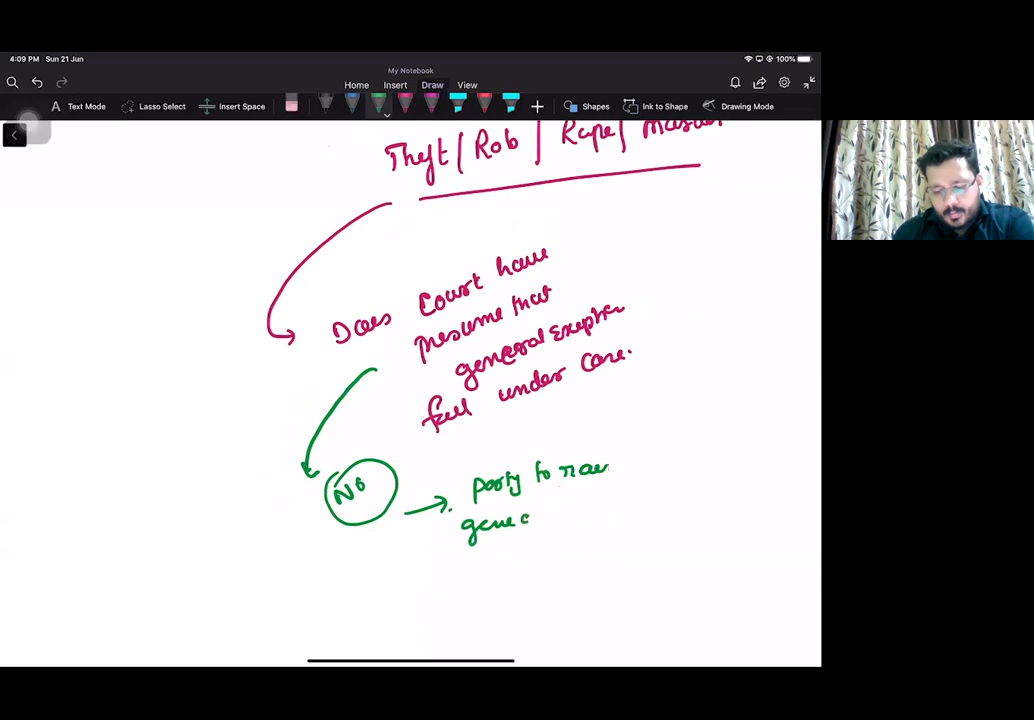 4:09 PM Sun 21 Jun
100%
My Notebook
Home Insert Draw View
Text Mode Lasso Select Insert Space Shapes Ink to Shape Drawing Mode
Theft / Rob / Rape /
Does Court have
presume that
general exeption
fall under case.
No
party to
gene